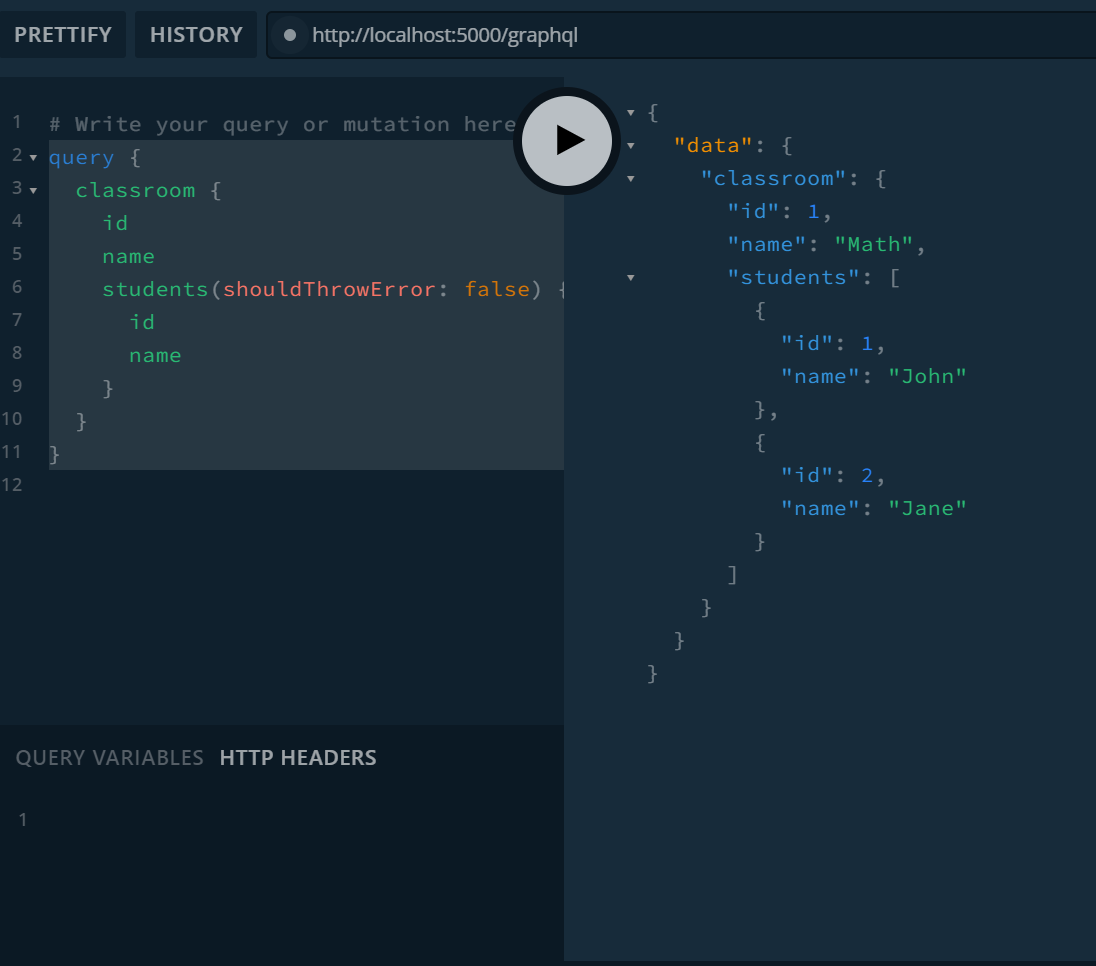 PRETTIFY HISTORY http://localhost:5000/graphql
1 # Write your query or mutation here
2 query {
3 classroom {
4 id
5 name
6 students(shouldThrowError: false) {
7 id
8 name
9 }
10 }
11 }
12
{
"data": {
"classroom": {
"id": 1,
"name": "Math",
"students": [
{
"id": 1,
"name": "John"
},
{
"id": 2,
"name": "Jane"
}
]
}
}
}
QUERY VARIABLES HTTP HEADERS
1